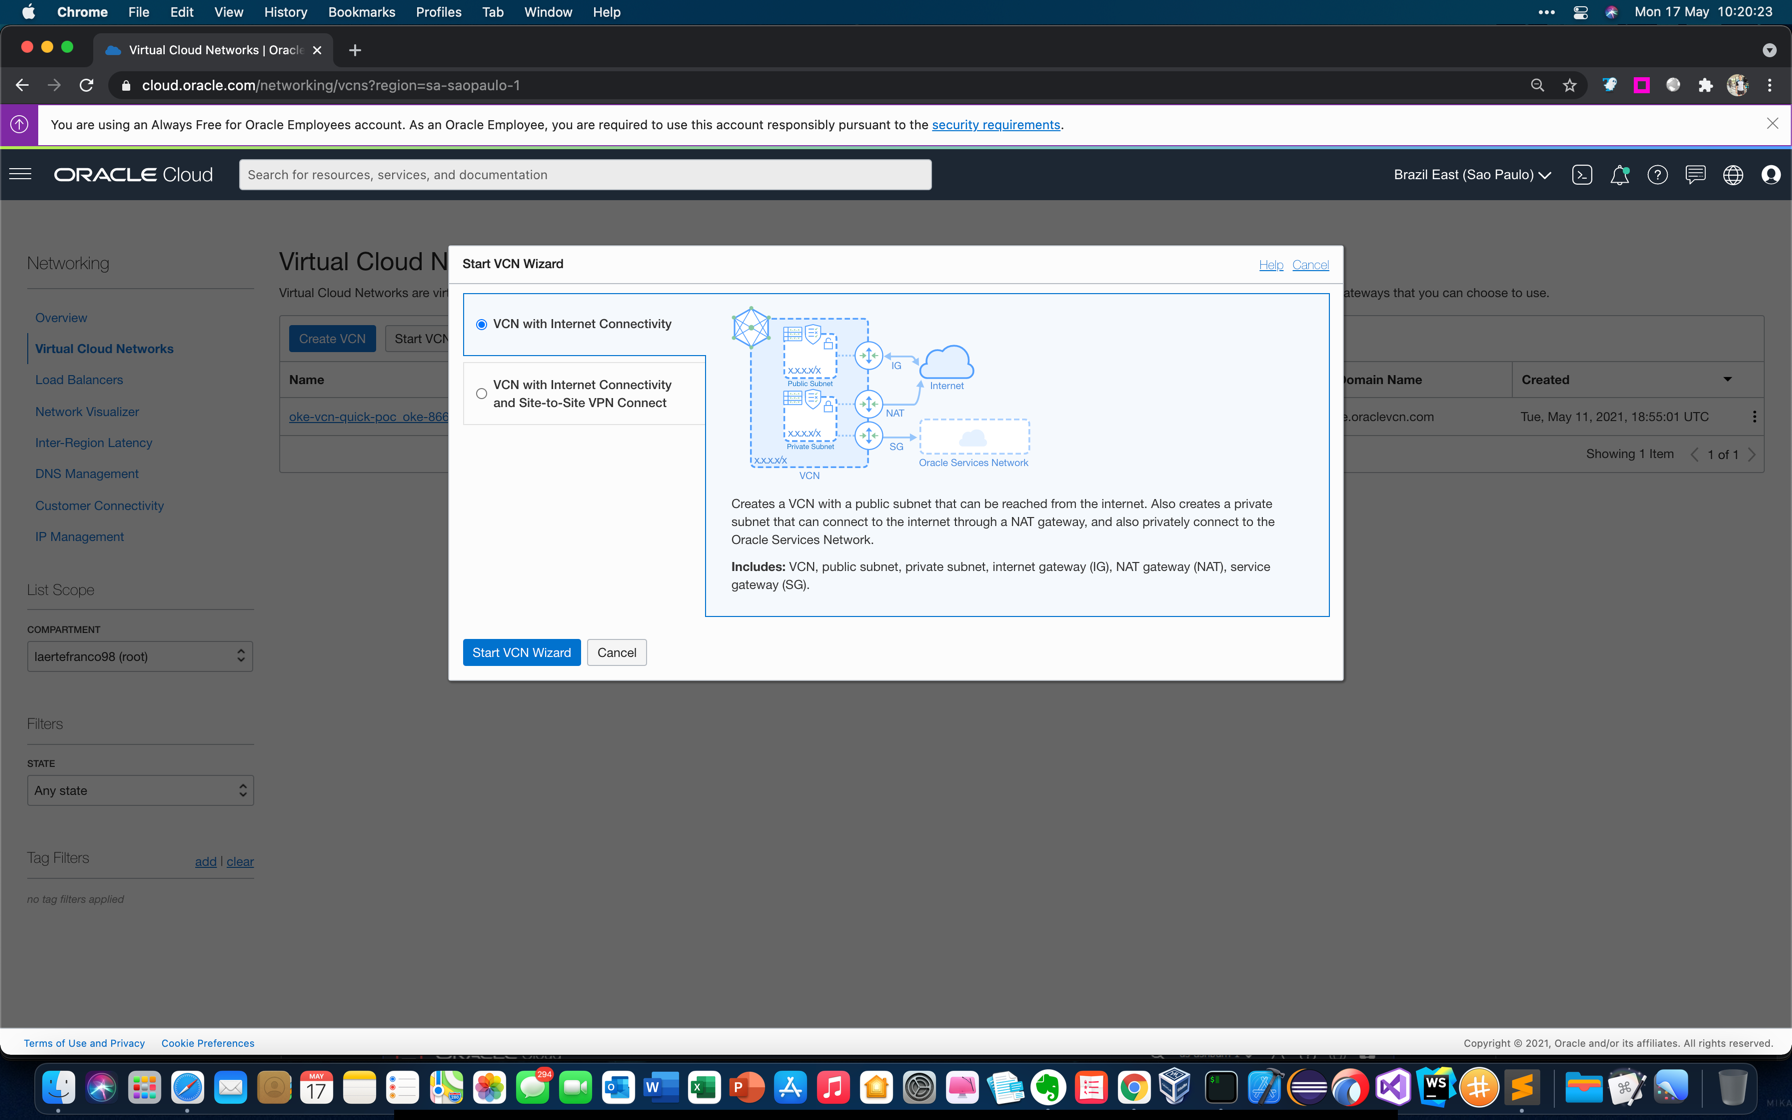 Chrome File Edit View History Bookmarks Profiles Tab Window Help
Mon 17 May 10:20:23
Virtual Cloud Networks | Oracle
cloud.oracle.com/networking/vcns?region=sa-saopaulo-1
You are using an Always Free for Oracle Employees account. As an Oracle Employee, you are required to use this account responsibly pursuant to the security requirements.
ORACLE Cloud
Search for resources, services, and documentation
Brazil East (Sao Paulo)
Networking
Overview
Virtual Cloud Networks
Load Balancers
Network Visualizer
Inter-Region Latency
DNS Management
Customer Connectivity
IP Management
List Scope
COMPARTMENT
laertefranco98 (root)
Filters
STATE
Any state
Tag Filters
add | clear
no tag filters applied
Virtual Cloud N
Virtual Cloud Networks are vir
ateways that you can choose to use.
Create VCN
Start VCN
Name
omain Name
Created
oke-vcn-quick-poc_oke-866
e.oraclevcn.com
Tue, May 11, 2021, 18:55:01 UTC
Showing 1 Item
1 of 1
Start VCN Wizard
Help Cancel
VCN with Internet Connectivity
VCN with Internet Connectivity
and Site-to-Site VPN Connect
X.X.X.X/X
Public Subnet
X.X.X.X/X
Private Subnet
X.X.X.X/X
VCN
IG
Internet
NAT
SG
Oracle Services Network
Creates a VCN with a public subnet that can be reached from the internet. Also creates a private
subnet that can connect to the internet through a NAT gateway, and also privately connect to the
Oracle Services Network.
Includes: VCN, public subnet, private subnet, internet gateway (IG), NAT gateway (NAT), service
gateway (SG).
Start VCN Wizard
Cancel
Terms of Use and Privacy
Cookie Preferences
Copyright © 2021, Oracle and/or its affiliates. All rights reserved.
MAY
17
294
W
X
P
WS